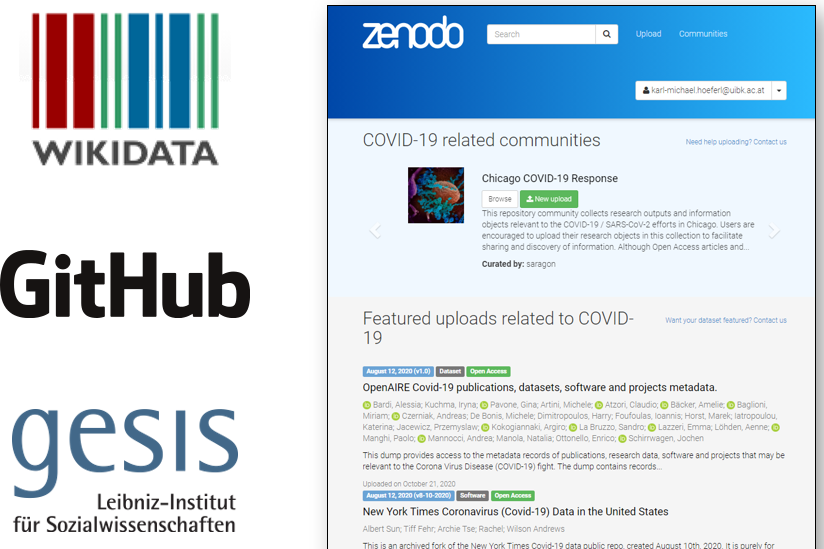 WIKIDATA
GitHub
gesis
Leibniz-Institut
für Sozialwissenschaften
zenodo
Search
Upload
Communities
karl-michael.hoeferl@uibk.ac.at
COVID-19 related communities
Need help uploading? Contact us
Chicago COVID-19 Response
Browse
New upload
This repository community collects research outputs and information
objects relevant to the COVID-19 / SARS-CoV-2 efforts in Chicago. Users are
encouraged to upload their research objects in this collection to facilitate
sharing and discovery of information. Although Open Access articles and...
Curated by: saragon
Featured uploads related to COVID-
19
Want your dataset featured? Contact us
August 12, 2020 (v1.0) Dataset Open Access
OpenAIRE Covid-19 publications, datasets, software and projects metadata.
Bardi, Alessia; Kuchma, Iryna; Pavone, Gina; Artini, Michele; Atzori, Claudio; Bäcker, Amelie; Baglioni,
Miriam; Czerniak, Andreas; De Bonis, Michele; Dimitropoulos, Harry; Foufoulas, Ioannis; Horst, Marek; Iatropoulou,
Katerina; Jacewicz, Przemyslaw; Kokogiannaki, Argiro; La Bruzzo, Sandro; Lazzeri, Emma; Löhden, Aenne;
Manghi, Paolo; Mannocci, Andrea; Manola, Natalia; Ottonello, Enrico; Schirrwagen, Jochen
This dump provides access to the metadata records of publications, research data, software and projects that may be
relevant to the Corona Virus Disease (COVID-19) fight. The dump contains records...
Uploaded on October 21, 2020
August 12, 2020 (v8-10-2020) Software Open Access
New York Times Coronavirus (Covid-19) Data in the United States
Albert Sun; Tiff Fehr; Archie Tse; Rachel; Wilson Andrews
This is an archived fork of the New York Times Covid-19 data public repo, created August 10th, 2020. It is purely for